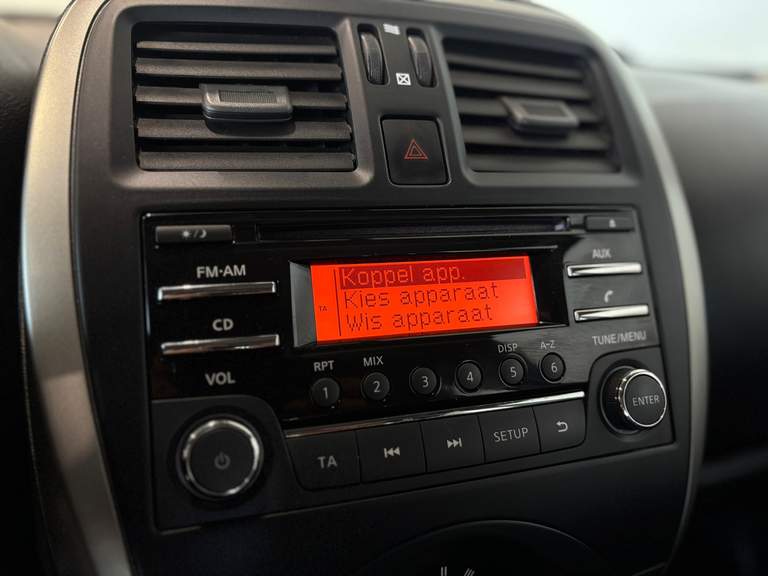 FM·AM
AUX
Koppel app.
TA
Kies apparaat
Wis apparaat
CD
TUNE/MENU
VOL
RPT
MIX
DISP
A-Z
1
2
3
4
5
6
ENTER
TA
SETUP